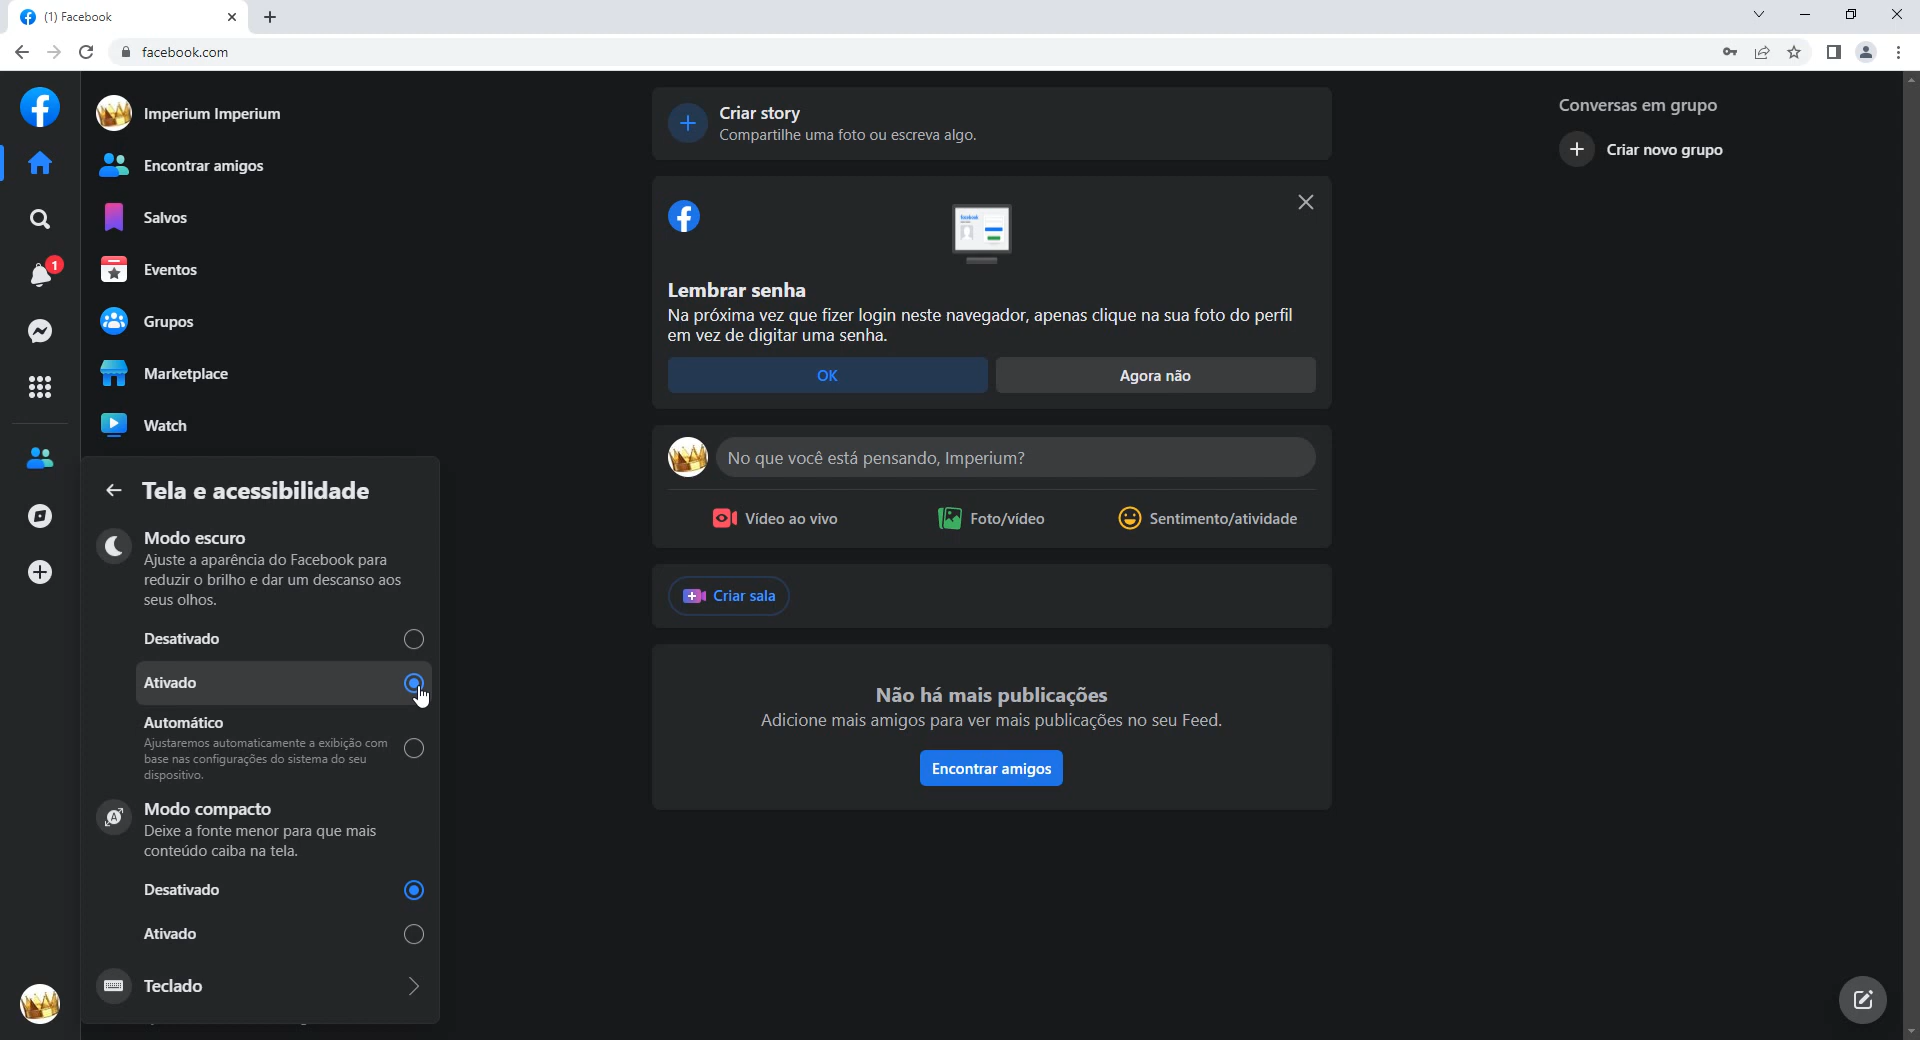 (1) Facebook
facebook.com
Imperium Imperium
Encontrar amigos
Salvos
Eventos
1
Grupos
Marketplace
Watch
Tela e acessibilidade
Modo escuro
Ajuste a aparência do Facebook para
reduzir o brilho e dar um descanso aos
seus olhos.
Desativado
Ativado
Automático
Ajustaremos automaticamente a exibição com
base nas configurações do sistema do seu
dispositivo.
Modo compacto
Deixe a fonte menor para que mais
conteúdo caiba na tela.
Desativado
Ativado
Teclado
Criar story
Compartilhe uma foto ou escreva algo.
Lembrar senha
Na próxima vez que fizer login neste navegador, apenas clique na sua foto do perfil
em vez de digitar uma senha.
OK
Agora não
No que você está pensando, Imperium?
Vídeo ao vivo
Foto/vídeo
Sentimento/atividade
Criar sala
Não há mais publicações
Adicione mais amigos para ver mais publicações no seu Feed.
Encontrar amigos
Conversas em grupo
Criar novo grupo